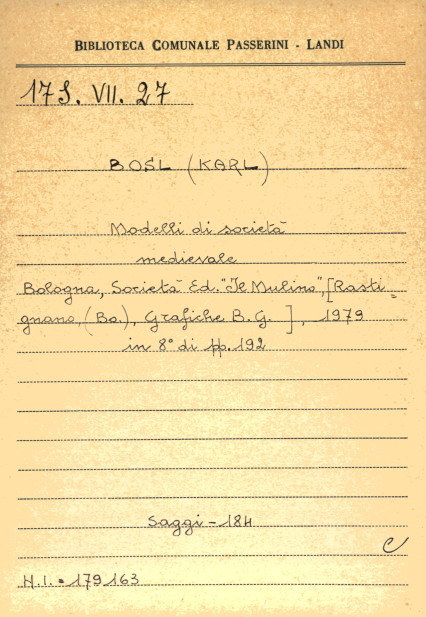 BIBLIOTECA COMUNALE PASSERINI - LANDI
17 S. VII. 27
BOSL (KARL)
Modelli di società
medievale
Bologna, Società Ed. "Il Mulino", [Rasti=
gnano, (Bo.), Grafiche B.G. ], 1979
in 8° di pp. 192
Saggi - 184
C
N.I. = 179163